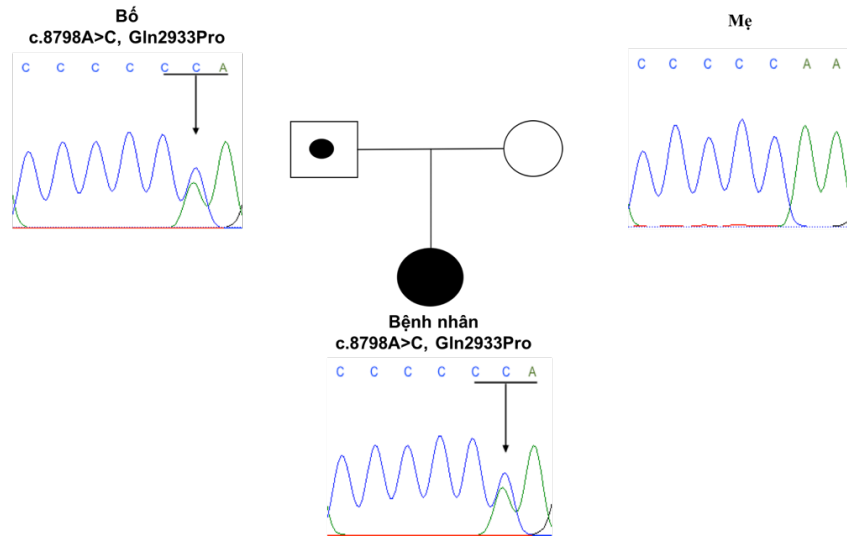 Bố
c.8798A>C, Gln2933Pro
C C C C C C A
Mẹ
C C C C C A A
Bệnh nhân
c.8798A>C, Gln2933Pro
C C C C C C A